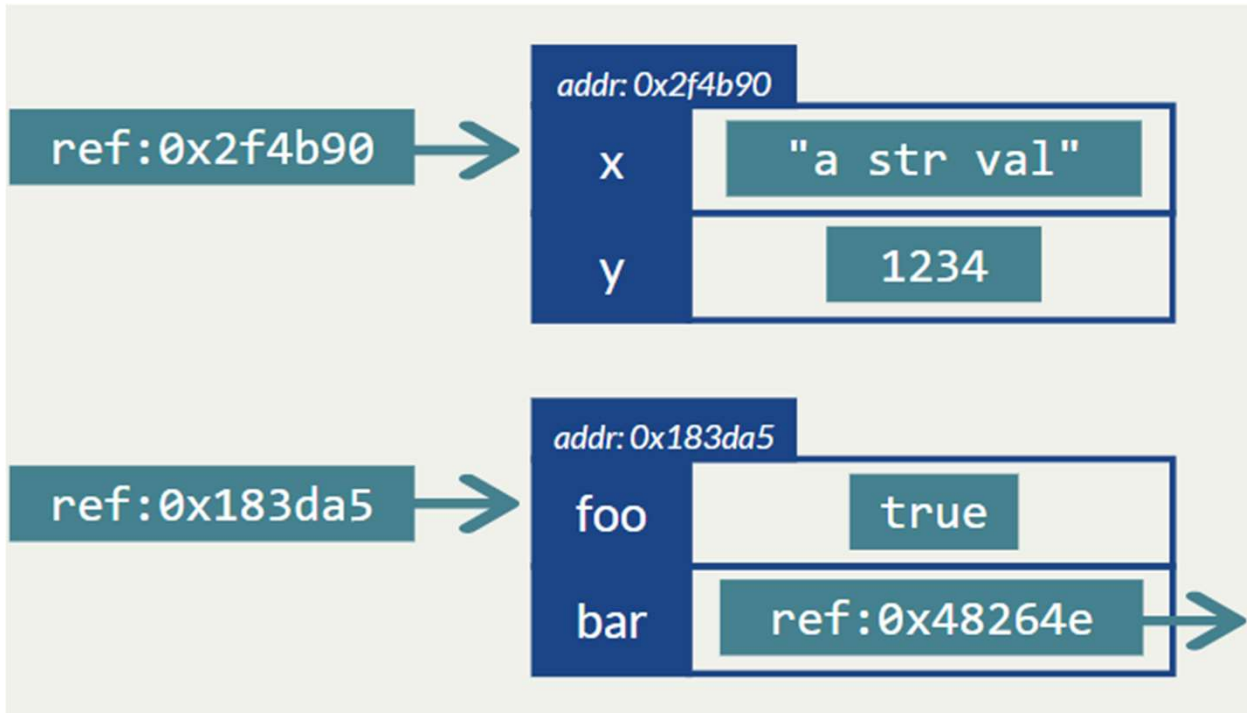 addr: 0x2f4b90
ref:0x2f4b90
x
"a str val"
y
1234
addr: 0x183da5
ref:0x183da5
foo
true
bar
ref:0x48264e